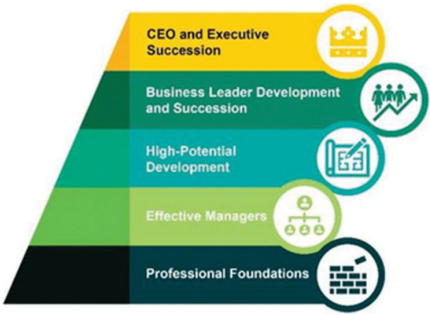 CEO and Executive
Succession
Business Leader Development
and Succession
High-Potential
Development
Effective Managers
Professional Foundations